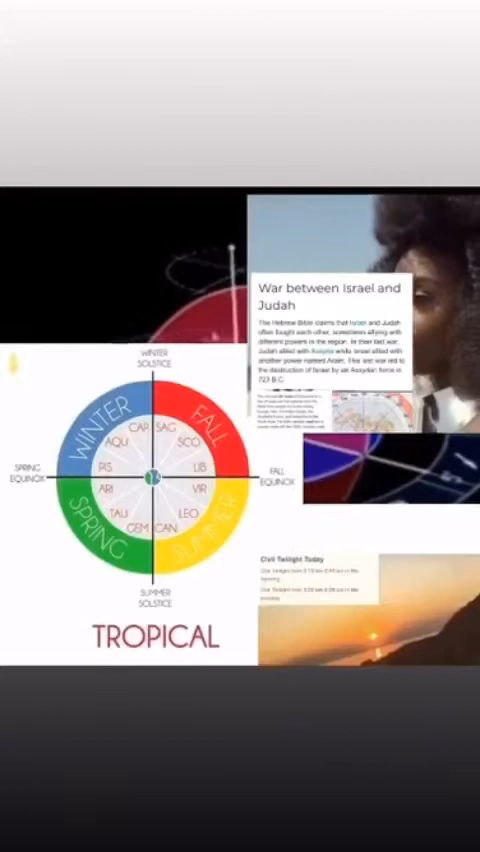 War between Israel and
Judah
The Hebrew Bible claims that Israel and Judah
often fought each other, sometimes allying with
different powers in the region. In their last war,
Judah allied with Assyria while Israel allied with
another power named Aram. This last war led to
the destruction of Israel by an Assyrian force in
723 B.C.
WINTER
SOLSTICE
WINTER
FALL
CAP
SAG
AQU
SCO
PIS
LIB
SPRING
EQUINOX
FALL
EQUINOX
ARI
VIR
TAU
LEO
GEM
CAN
SPRING
SUMMER
SUMMER
SOLSTICE
TROPICAL
Civil Twilight Today